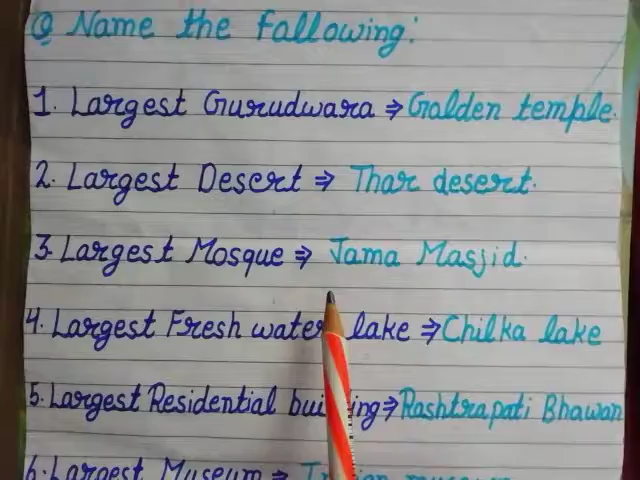 Q Name the fallowing:
1. Largest Gurudwara ⇒ Galden temple.
2. Largest Desert ⇒ Thar desert.
3. Largest Mosque ⇒ Jama Masjid.
4. Largest Fresh water lake ⇒ Chilka lake
5. Largest Residential building ⇒ Rashtrapati Bhawan
6. Largest Museum ⇒